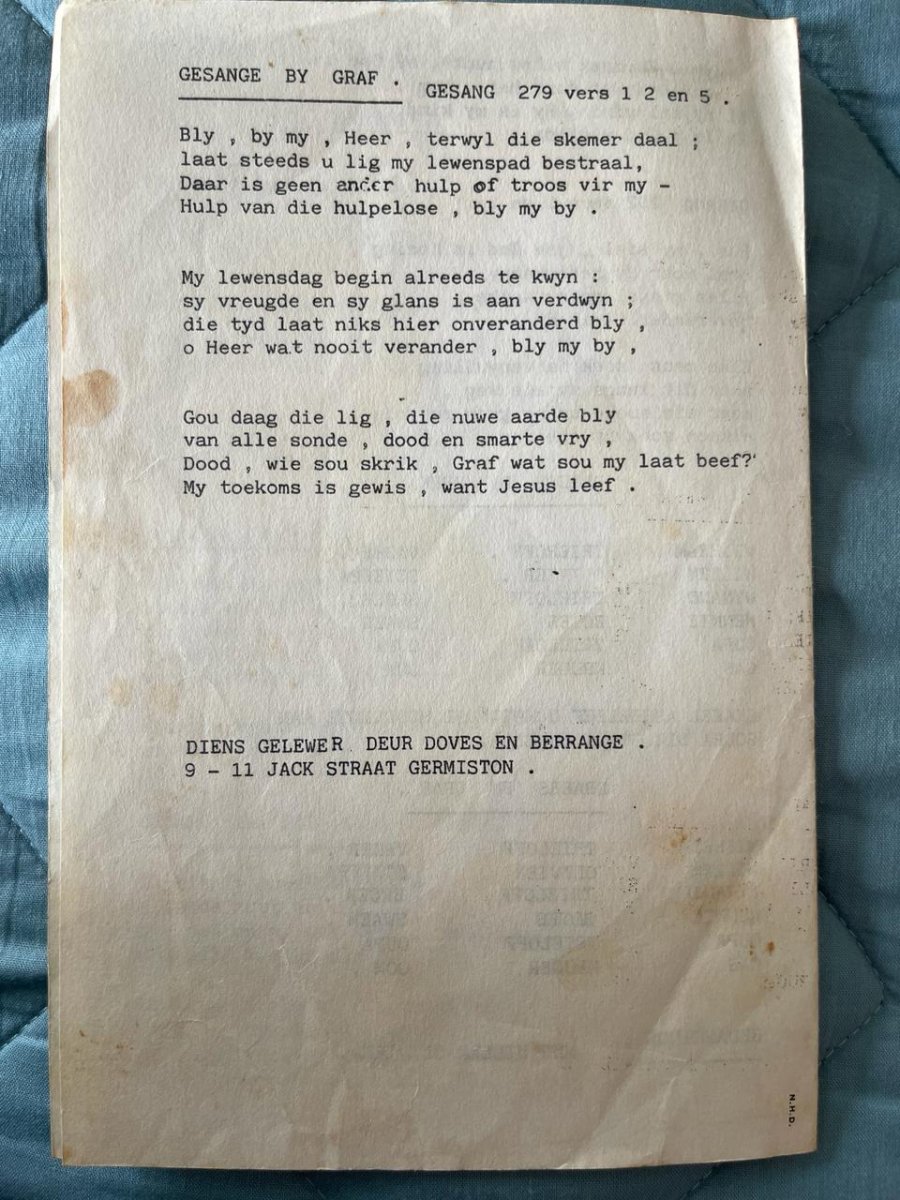 GESANGE BY GRAF .
GESANG 279 vers 1 2 en 5 .
Bly , by my , Heer , terwyl die skemer daal ;
laat steeds u lig my lewenspad bestraal,
Daar is geen ander hulp of troos vir my -
Hulp van die hulpelose , bly my by .
My lewensdag begin alreeds te kwyn :
sy vreugde en sy glans is aan verdwyn ;
die tyd laat niks hier onveranderd bly ,
o Heer wat nooit verander , bly my by ,
Gou daag die lig , die nuwe aarde bly
van alle sonde , dood en smarte vry ,
Dood , wie sou skrik , Graf wat sou my laat beef?'
My toekoms is gewis , want Jesus leef .
DIENS GELEWER DEUR DOVES EN BERRANGE .
9 - 11 JACK STRAAT GERMISTON .
N.H.D.